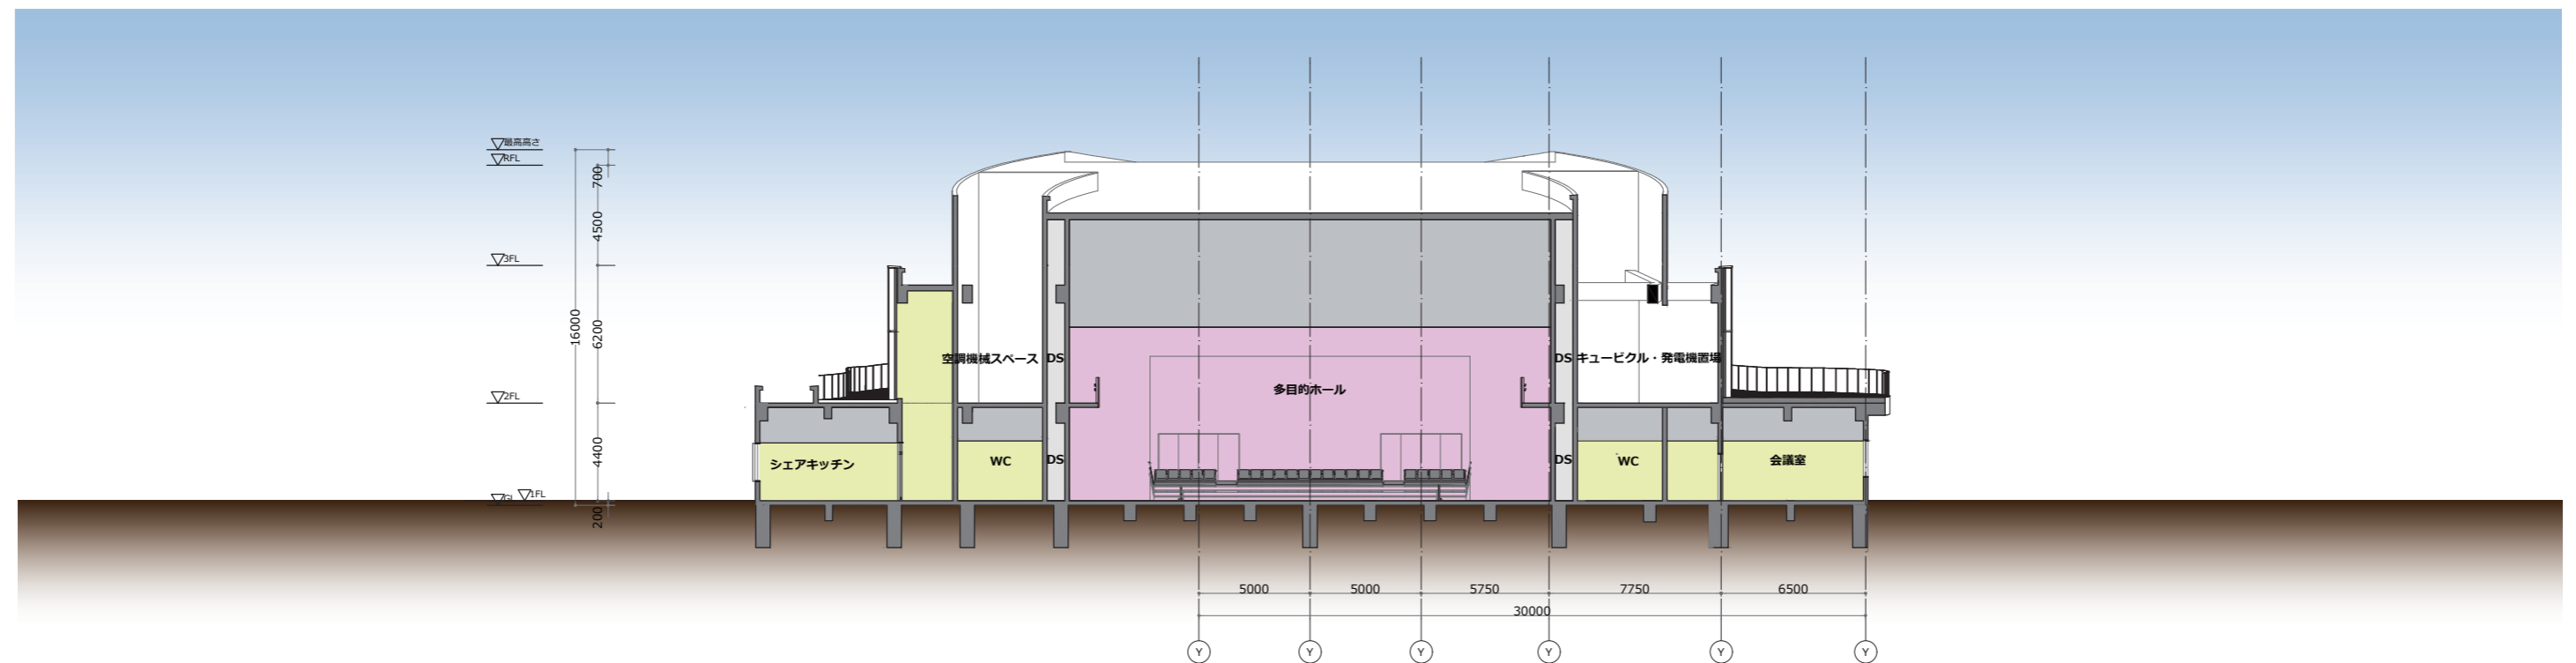 最高高さ
RFL
700
4500
3FL
16000
6200
空調機械スペース
DS
DS
キュービクル・発電機置場
多目的ホール
2FL
4400
シェアキッチン
WC
DS
DS
WC
会議室
GL
1FL
200
5000
5000
5750
7750
6500
30000
Y
Y
Y
Y
Y
Y